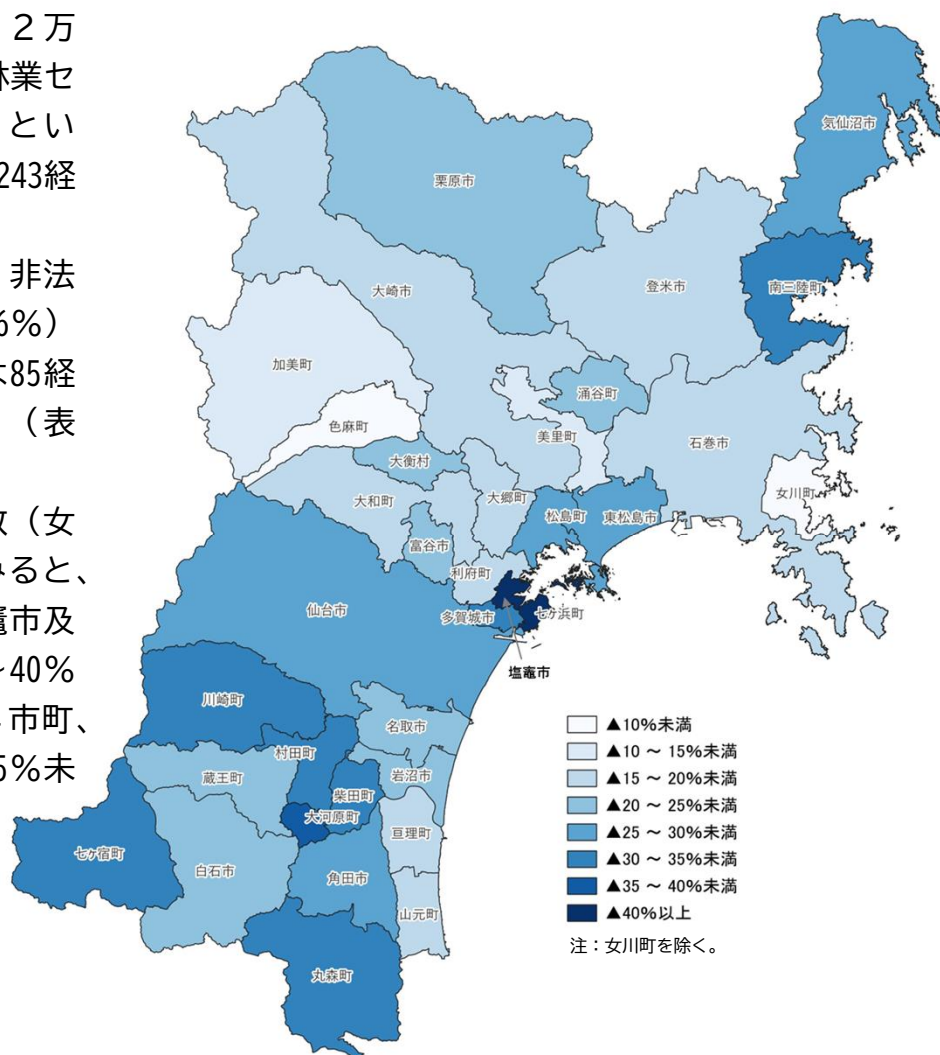 ２万
林業セ
とい
243経
非法
6％）
は85経
（表
数（女
みると、
竈市及
～40％
市町、
5％未
気仙沼市
栗原市
登米市
南三陸町
大崎市
加美町
涌谷町
色麻町
美里町
石巻市
大衡村
女川町
大和町
大郷町
松島町
東松島市
富谷市
利府町
仙台市
多賀城市
七ケ浜町
塩竈市
川崎町
名取市
村田町
岩沼市
蔵王町
柴田町
大河原町
亘理町
七ケ宿町
白石市
角田市
山元町
丸森町
▲10％未満
▲10 ～ 15％未満
▲15 ～ 20％未満
▲20 ～ 25％未満
▲25 ～ 30％未満
▲30 ～ 35％未満
▲35 ～ 40％未満
▲40％以上
注：女川町を除く。